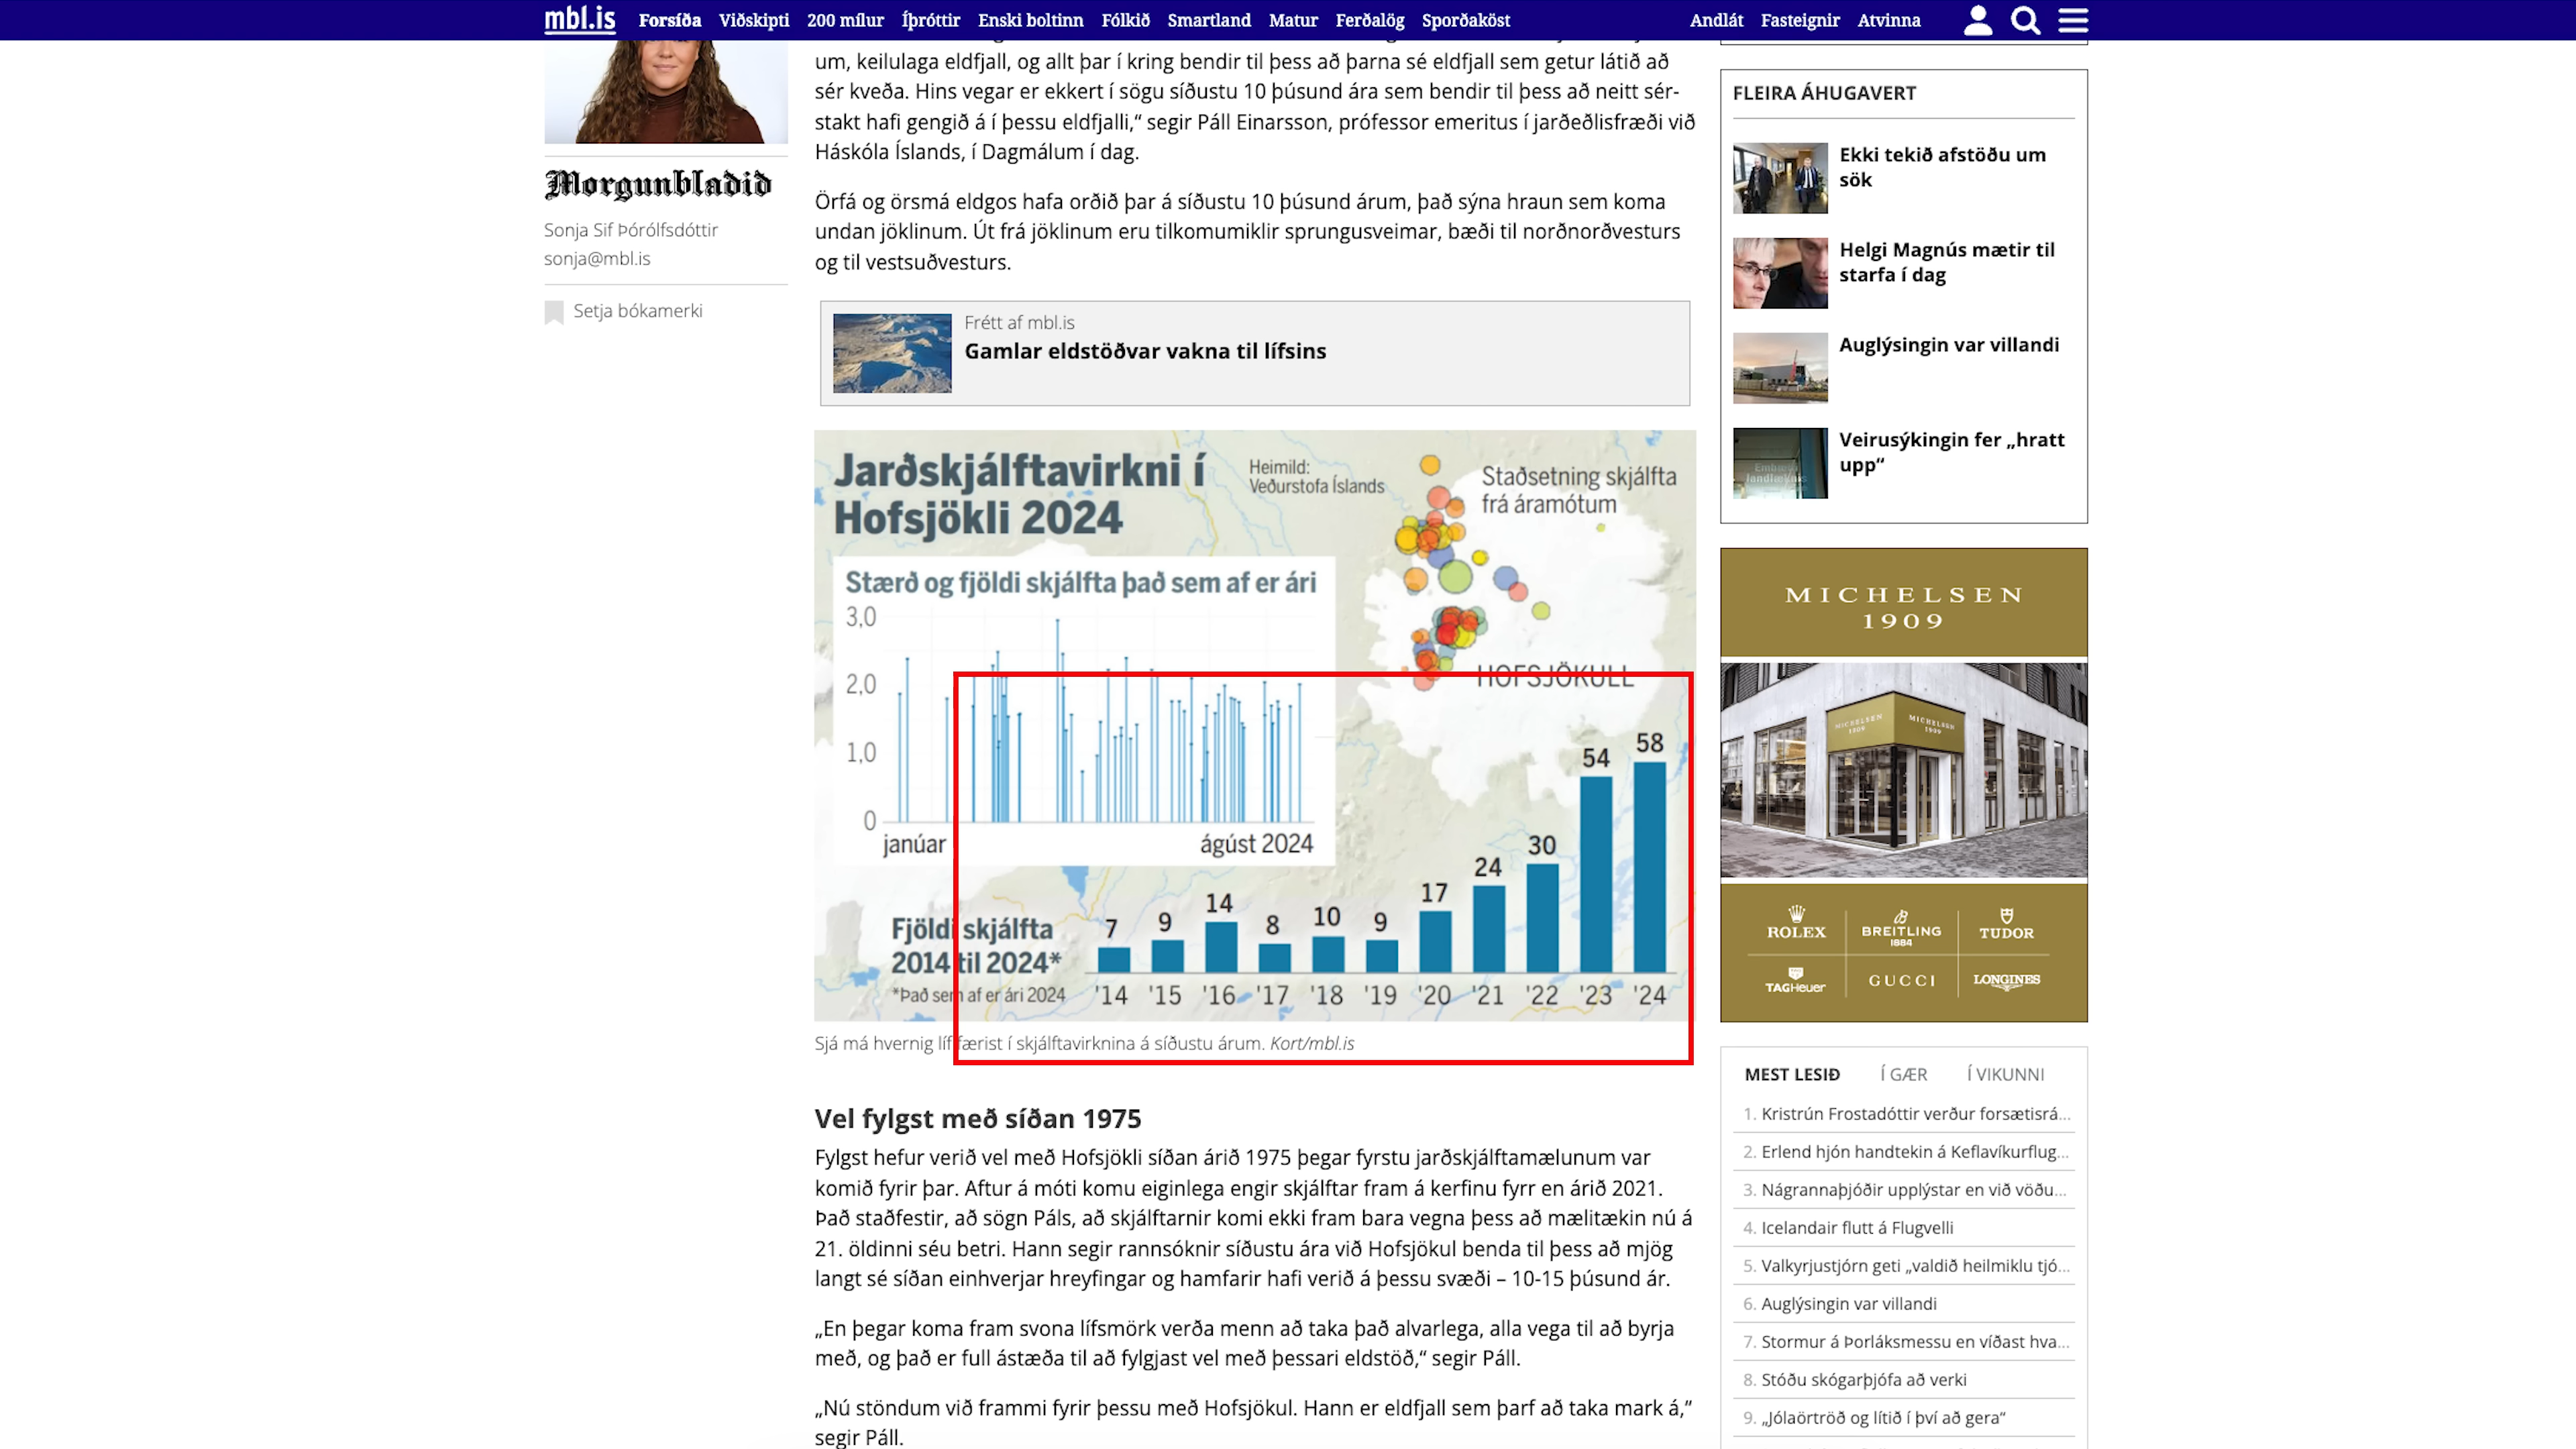 mbl.is
Forsíða Viðskipti 200 mílur Íþróttir Enski boltinn Fólkið Smartland Matur Ferðalög Sporðaköst
Andlát Fasteignir Atvinna
Morgunblaðið
Sonja Sif Þórólfsdóttir
sonja@mbl.is
Setja bókamerki
um, keilulaga eldfjall, og allt þar í kring bendir til þess að þarna sé eldfjall sem getur látið að
sér kveða. Hins vegar er ekkert í sögu síðustu 10 þúsund ára sem bendir til þess að neitt sér-
stakt hafi gengið á í þessu eldfjalli,“ segir Páll Einarsson, prófessor emeritus í jarðeðlisfræði við
Háskóla Íslands, í Dagmálum í dag.
Örfá og örsmá eldgos hafa orðið þar á síðustu 10 þúsund árum, það sýna hraun sem koma
undan jöklinum. Út frá jöklinum eru tilkomumiklir sprungusveimar, bæði til norðnorðvesturs
og til vestsuðvesturs.
Frétt af mbl.is
Gamlar eldstöðvar vakna til lífsins
Jarðskjálftavirkni í
Hofsjökli 2024
Heimild:
Veðurstofa Íslands
Staðsetning skjálfta
frá áramótum
HOFSJÖKULL
Stærð og fjöldi skjálfta það sem af er ári
3,0
2,0
1,0
0
janúar
ágúst 2024
Fjöldi skjálfta
2014 til 2024*
*Það sem af er ári 2024
7 9 14 8 10 9 17 24 30 54 58
'14 '15 '16 '17 '18 '19 '20 '21 '22 '23 '24
Sjá má hvernig líf færist í skjálftavirknina á síðustu árum. Kort/mbl.is
Vel fylgst með síðan 1975
Fylgst hefur verið vel með Hofsjökli síðan árið 1975 þegar fyrstu jarðskjálftamælunum var
komið fyrir þar. Aftur á móti komu eiginlega engir skjálftar fram á kerfinu fyrr en árið 2021.
Það staðfestir, að sögn Páls, að skjálftarnir komi ekki fram bara vegna þess að mælitækin nú á
21. öldinni séu betri. Hann segir rannsóknir síðustu ára við Hofsjökul benda til þess að mjög
langt sé síðan einhverjar hreyfingar og hamfarir hafi verið á þessu svæði – 10-15 þúsund ár.
„En þegar koma fram svona lífsmörk verða menn að taka það alvarlega, alla vega til að byrja
með, og það er full ástæða til að fylgjast vel með þessari eldstöð,“ segir Páll.
„Nú stöndum við frammi fyrir þessu með Hofsjökul. Hann er eldfjall sem þarf að taka mark á,“
segir Páll.
FLEIRA ÁHUGAVERT
Ekki tekið afstöðu um
sök
Helgi Magnús mætir til
starfa í dag
Auglýsingin var villandi
Veirusýkingin fer „hratt
upp“
MICHELSEN
1909
MICHELSEN
1909
MICHELSEN
1909
ROLEX
BREITLING
1884
TUDOR
TAGHeuer
GUCCI
LONGINES
MEST LESIÐ Í GÆR Í VIKUNNI
1. Kristrún Frostadóttir verður forsætisrá...
2. Erlend hjón handtekin á Keflavíkurflug...
3. Nágrannaþjóðir upplýstar en við vöðu...
4. Icelandair flutt á Flugvelli
5. Valkyrjustjórn geti „valdið heilmiklu tjó...
6. Auglýsingin var villandi
7. Stormur á Þorláksmessu en víðast hva...
8. Stóðu skógarþjófa að verki
9. „Jólaörtröð og lítið í því að gera“